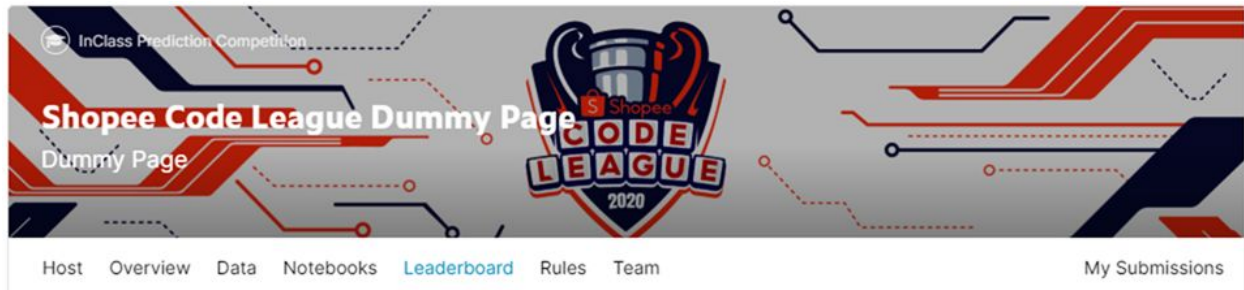 InClass Prediction Competition
Shopee Code League Dummy Page
Dummy Page
S Shopee
CODE
LEAGUE
2020
Host Overview Data Notebooks Leaderboard Rules Team My Submissions